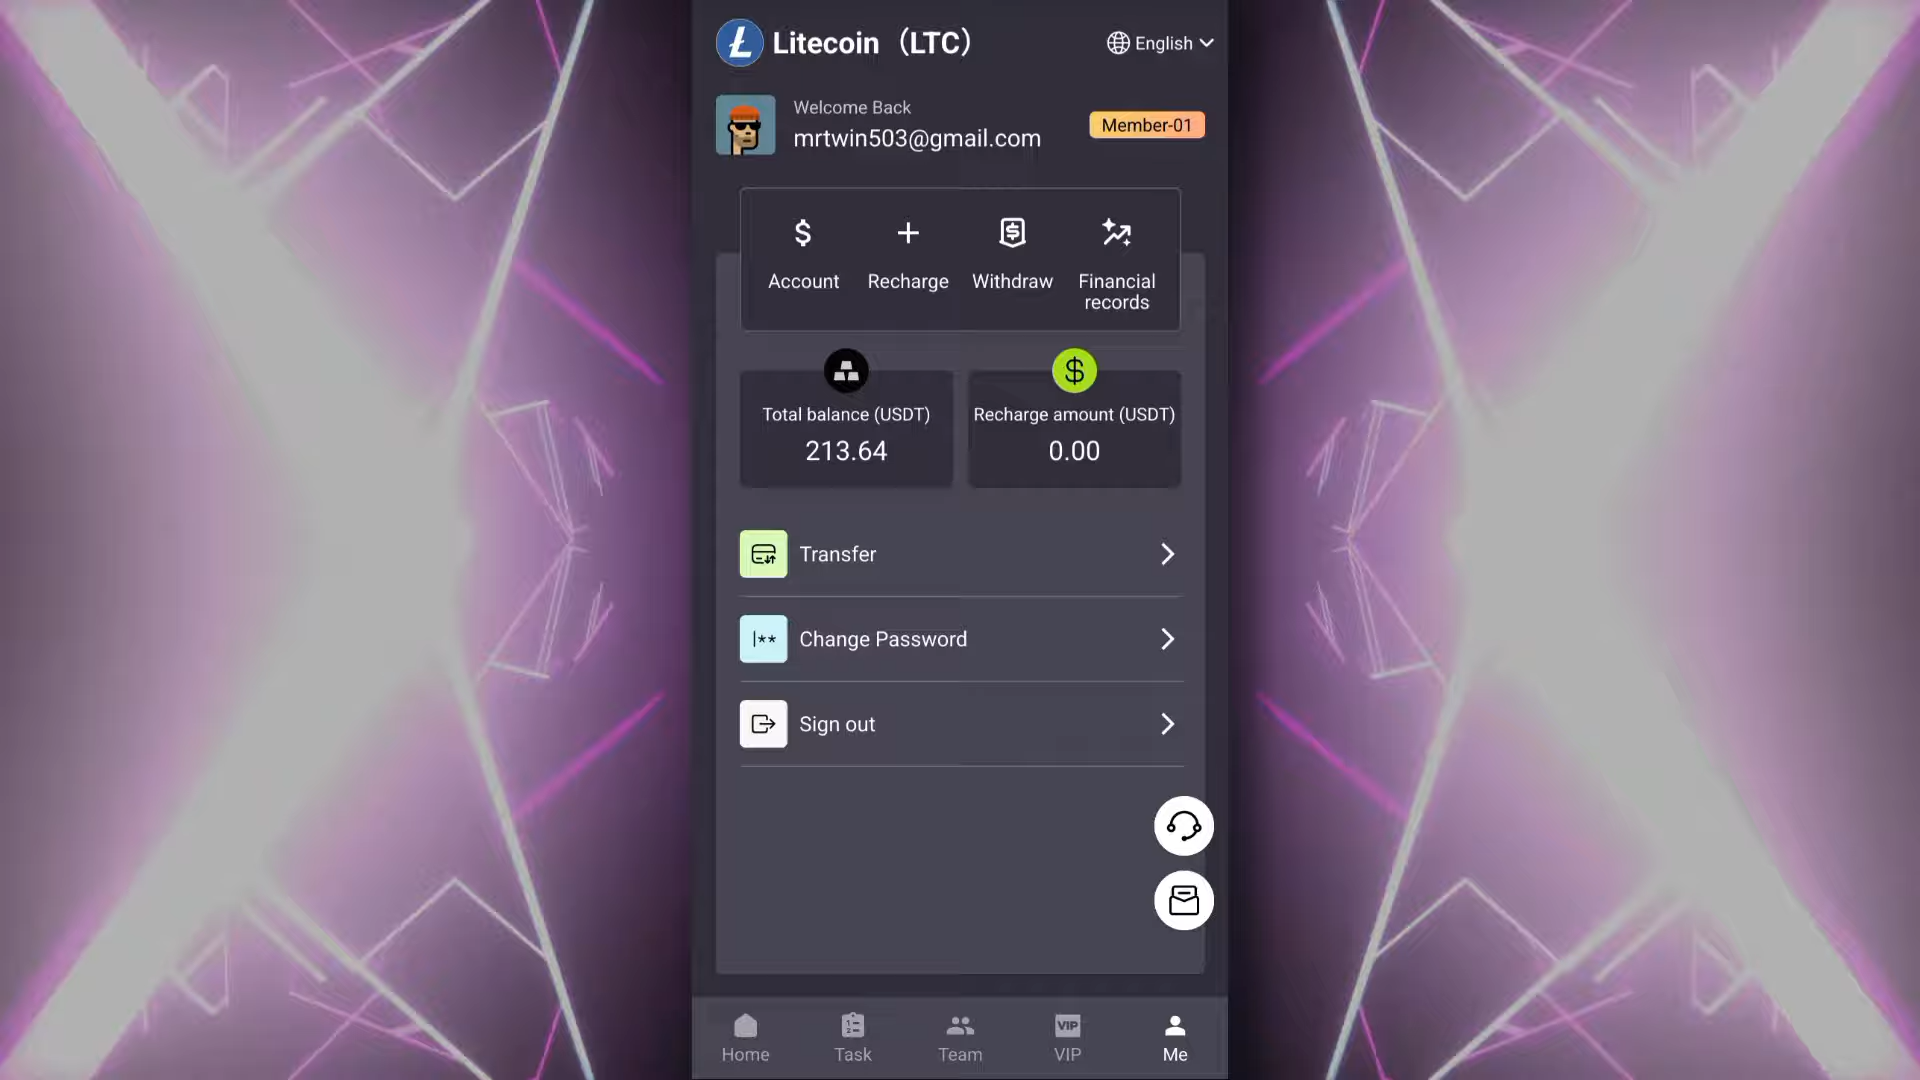 Litecoin（LTC）
English
Welcome Back
mrtwin503@gmail.com
Member-01
Account
Recharge
Withdraw
Financial
records
Total balance (USDT)
213.64
Recharge amount (USDT)
0.00
Transfer
|**
Change Password
Sign out
Home
Task
Team
VIP
VIP
Me